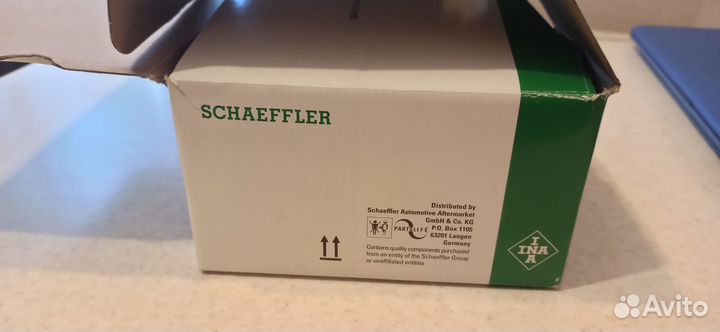 SCHAEFFLER
Distributed by
Schaeffler Automotive Aftermarket
GmbH & Co. KG
P.O. Box 1105
63201 Langen
Germany
PARTSLIFE
Contains quality components purchased
from an entity of the Schaeffler Group
or unaffiliated entities
I
INA
A
Avito